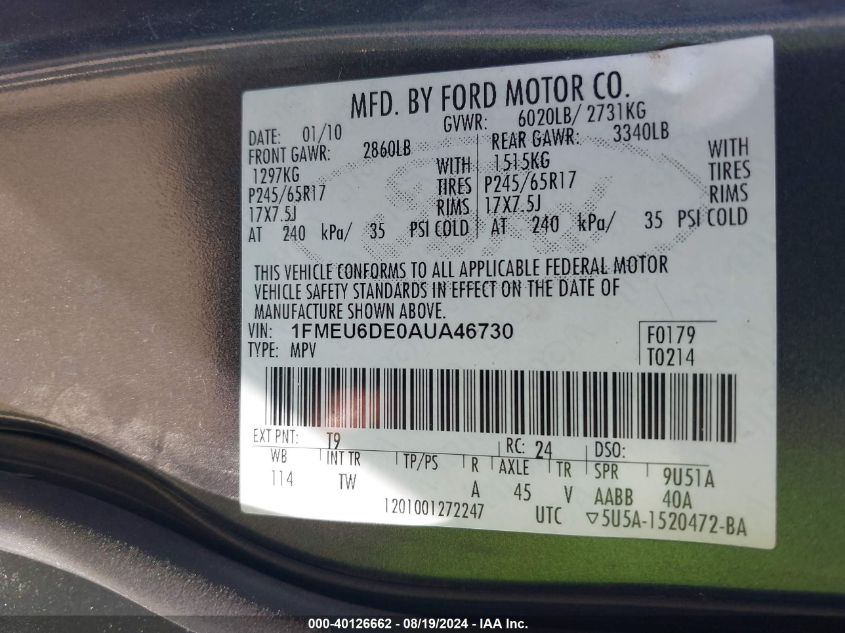 MFD. BY FORD MOTOR CO.
DATE: 01/10 GVWR: 6020LB/ 2731KG
FRONT GAWR: 2860LB REAR GAWR: 3340LB
1297KG WITH 1515KG WITH
P245/65R17 TIRES P245/65R17 TIRES
17X7.5J RIMS 17X7.5J RIMS
AT 240 kPa/ 35 PSI COLD AT 240 kPa/ 35 PSI COLD
THIS VEHICLE CONFORMS TO ALL APPLICABLE FEDERAL MOTOR
VEHICLE SAFETY STANDARDS IN EFFECT ON THE DATE OF
MANUFACTURE SHOWN ABOVE.
VIN: 1FMEU6DE0AUA46730 F0179
TYPE: MPV T0214
EXT PNT: T9 RC: 24 DSO:
WB INT TR TP/PS R AXLE TR SPR 9U51A
114 TW A 45 V AABB 40A
1201001272247 UTC ▽5U5A-1520472-BA
000-40126662 - 08/19/2024 - IAA Inc.